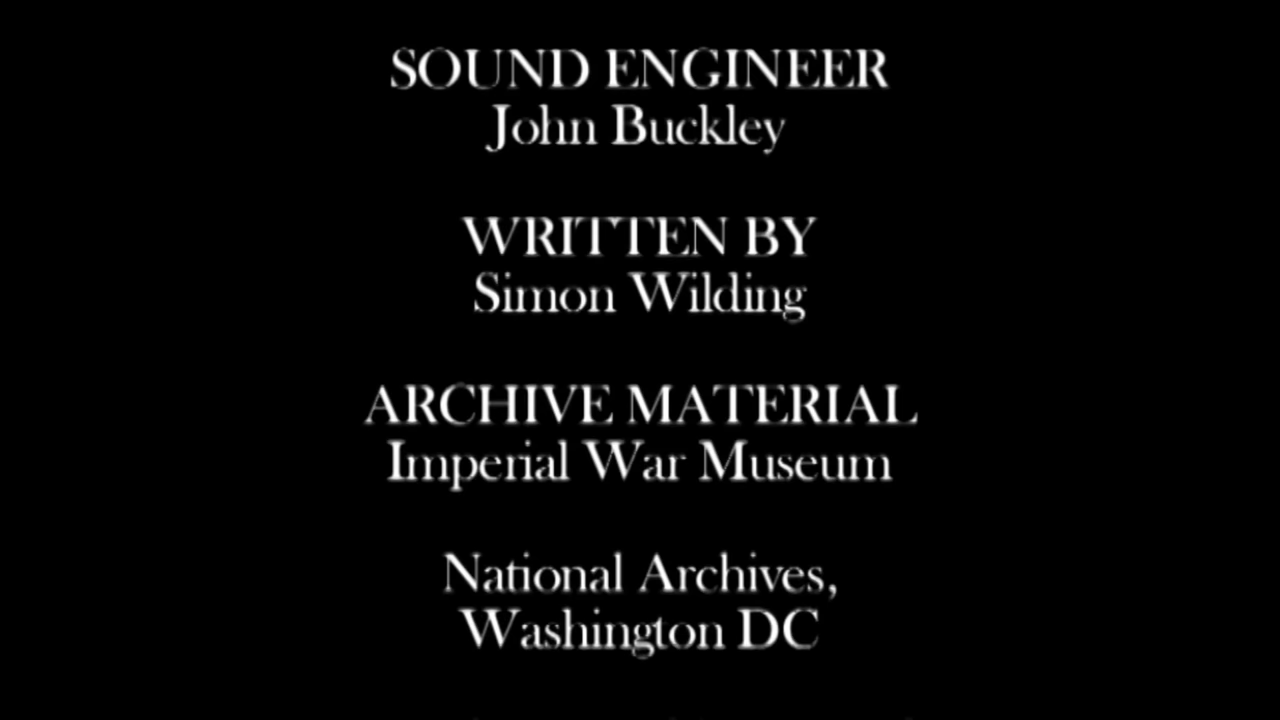 SOUND ENGINEER
John Buckley
WRITTEN BY
Simon Wilding
ARCHIVE MATERIAL
Imperial War Museum
National Archives,
Washington DC